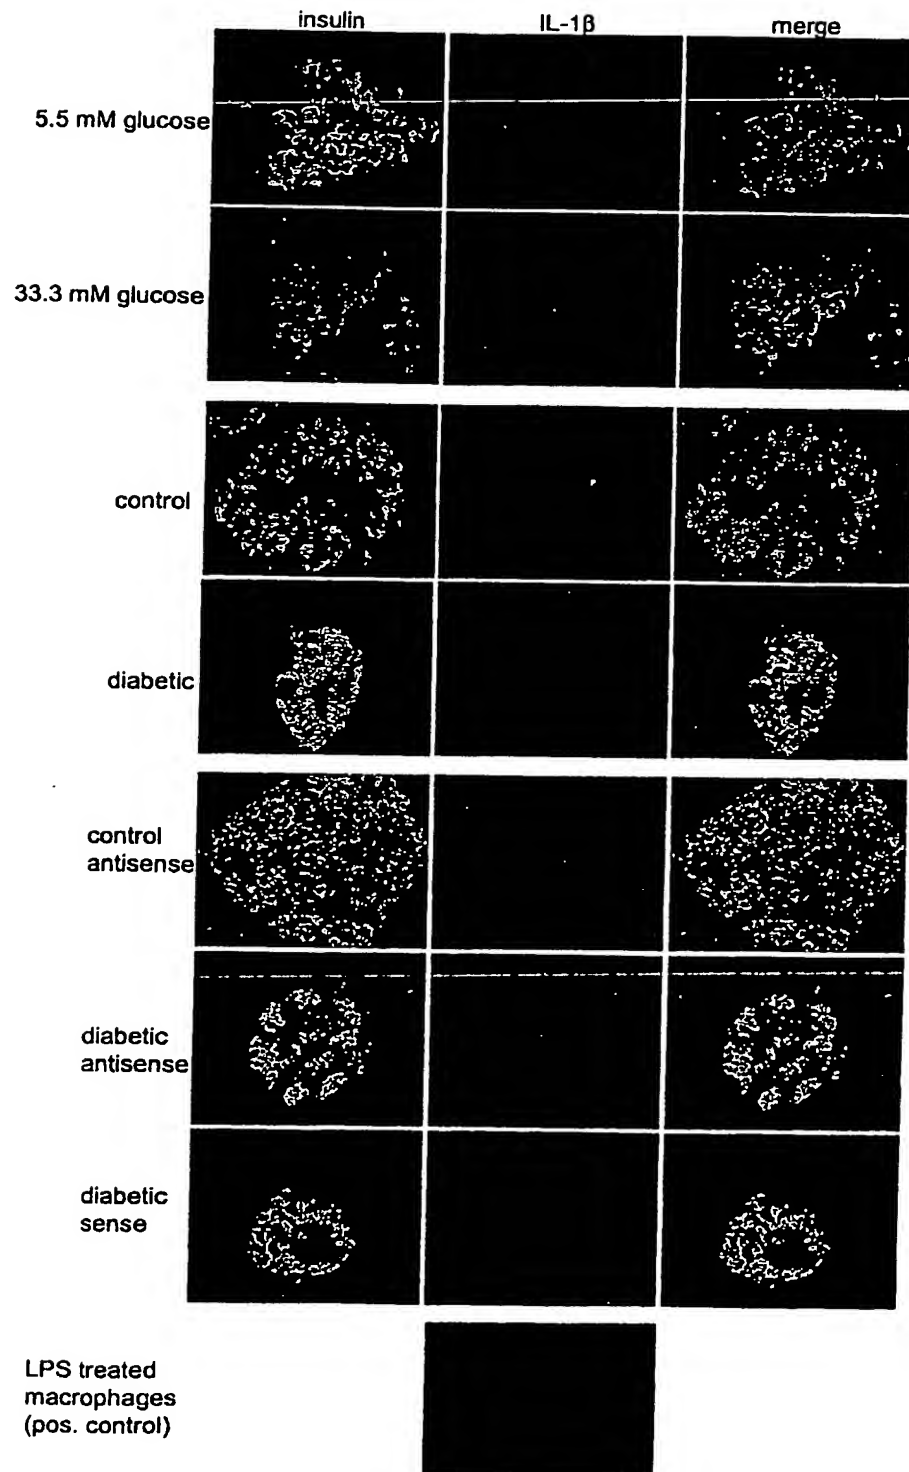 insulin IL-1β merge
5.5 mM glucose
33.3 mM glucose
control
diabetic
control
antisense
diabetic
antisense
diabetic
sense
LPS treated
macrophages
(pos. control)